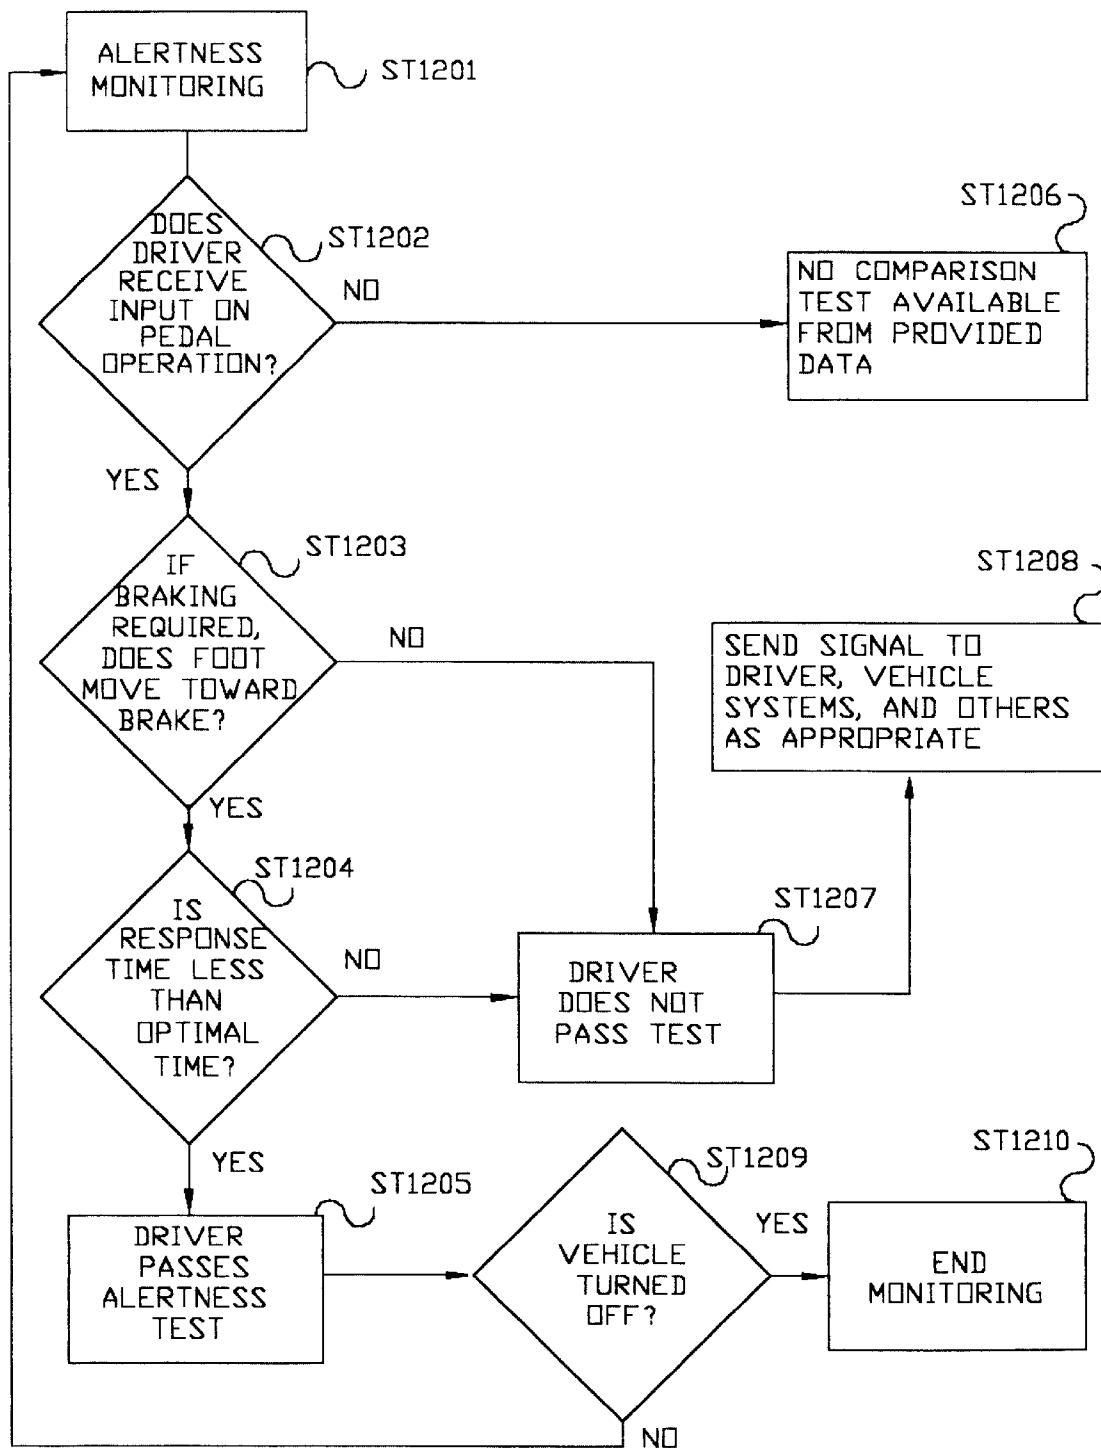 ALERTNESS
MONITORING
ST1201
DOES
DRIVER
RECEIVE
INPUT ON
PEDAL
OPERATION?
ST1202
NO
ST1206
NO COMPARISON
TEST AVAILABLE
FROM PROVIDED
DATA
YES
IF
BRAKING
REQUIRED,
DOES FOOT
MOVE TOWARD
BRAKE?
ST1203
NO
ST1208
SEND SIGNAL TO
DRIVER, VEHICLE
SYSTEMS, AND OTHERS
AS APPROPRIATE
YES
IS
RESPONSE
TIME LESS
THAN
OPTIMAL
TIME?
ST1204
NO
ST1207
DRIVER
DOES NOT
PASS TEST
YES
ST1205
DRIVER
PASSES
ALERTNESS
TEST
IS
VEHICLE
TURNED
OFF?
ST1209
YES
ST1210
END
MONITORING
NO